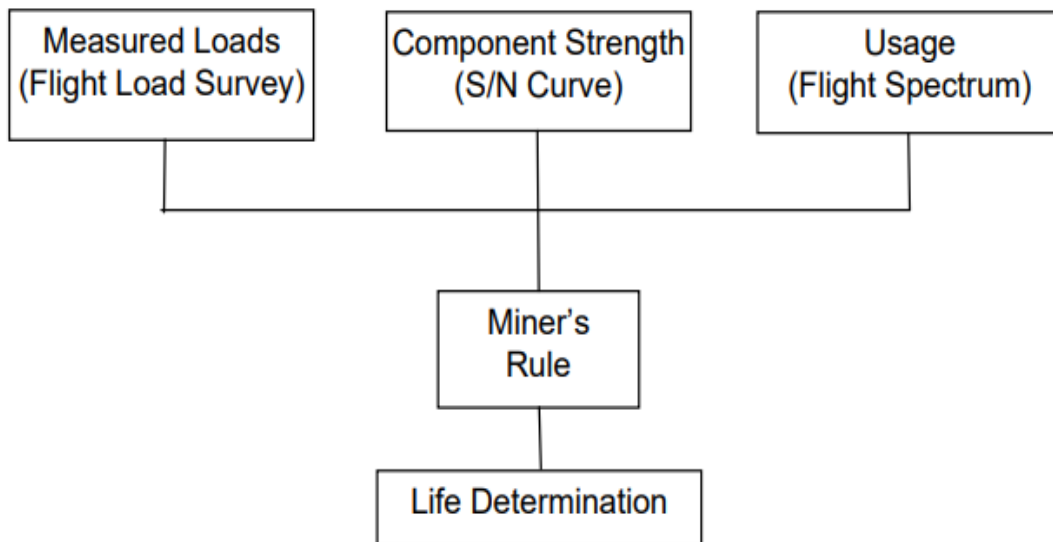 Measured Loads
(Flight Load Survey)
Component Strength
(S/N Curve)
Usage
(Flight Spectrum)
Miner's
Rule
Life Determination